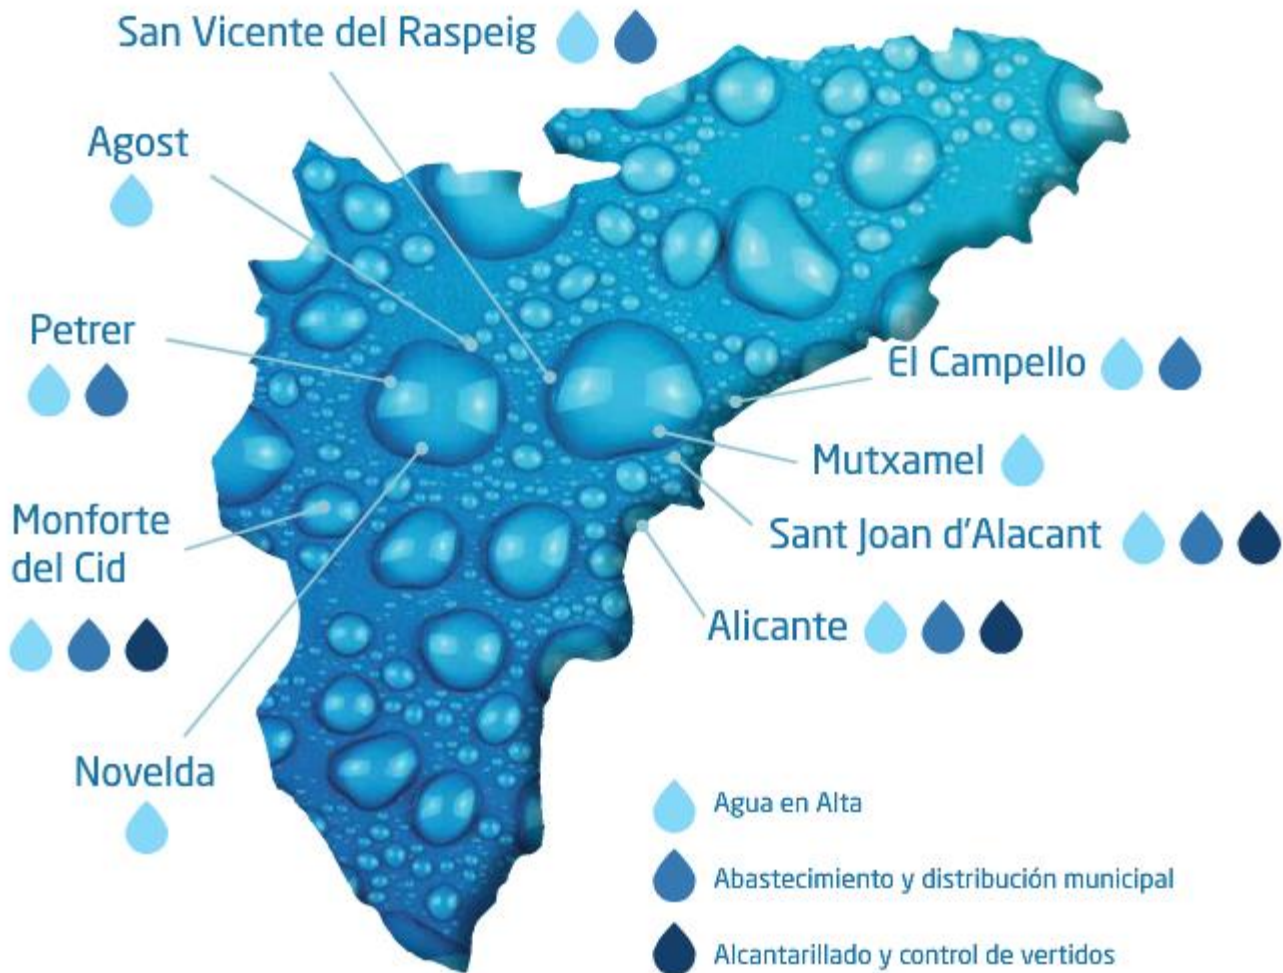 San Vicente del Raspeig
Agost
Petrer
El Campello
Mutxamel
Monforte
del Cid
Sant Joan d'Alacant
Alicante
Novelda
Agua en Alta
Abastecimiento y distribución municipal
Alcantarillado y control de vertidos